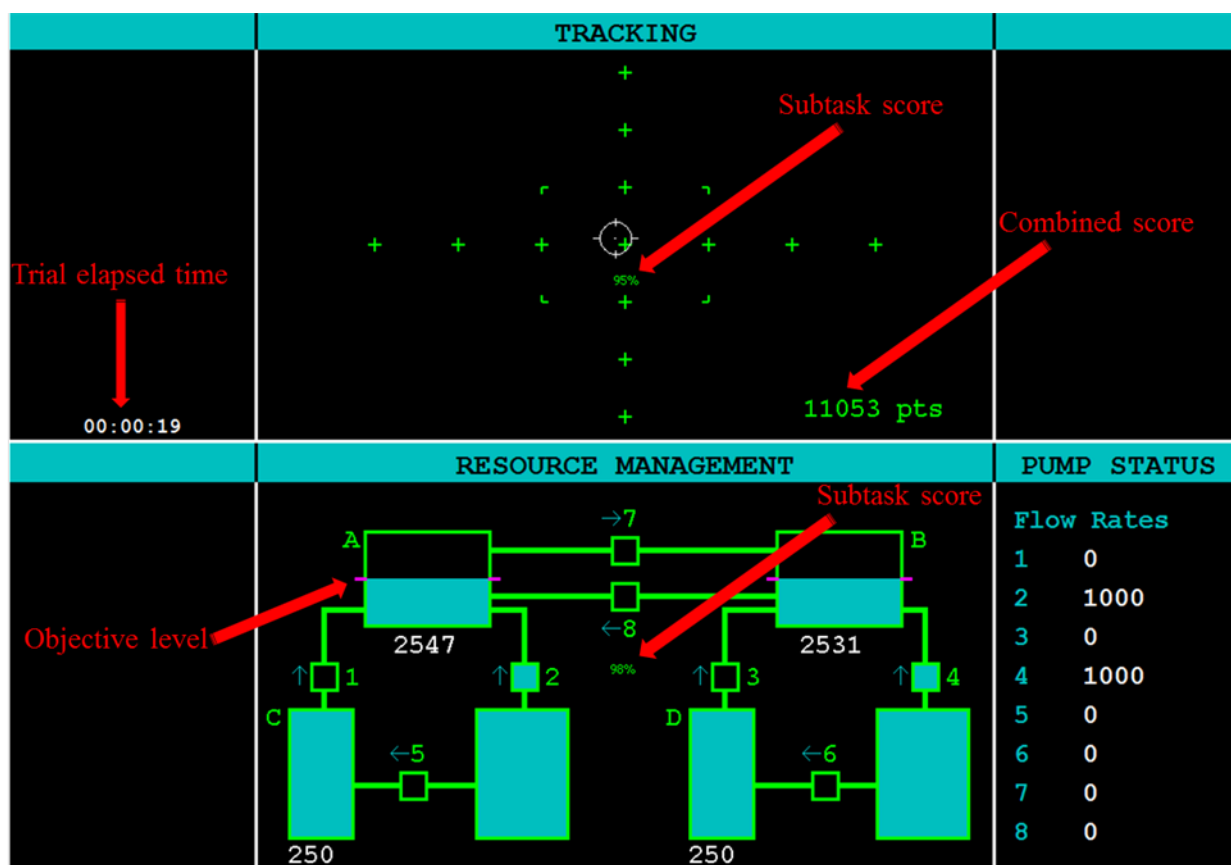 TRACKING
Subtask score
Combined score
Trial elapsed time
95%
11053 pts
00:00:19
RESOURCE MANAGEMENT
PUMP STATUS
Subtask score
→7
A
B
Flow Rates
1 0
2 1000
3 0
4 1000
5 0
6 0
7 0
8 0
←8
Objective level
2547
2531
98%
↑ 1
↑ 2
↑ 3
↑ 4
C
D
←5
←6
250
250